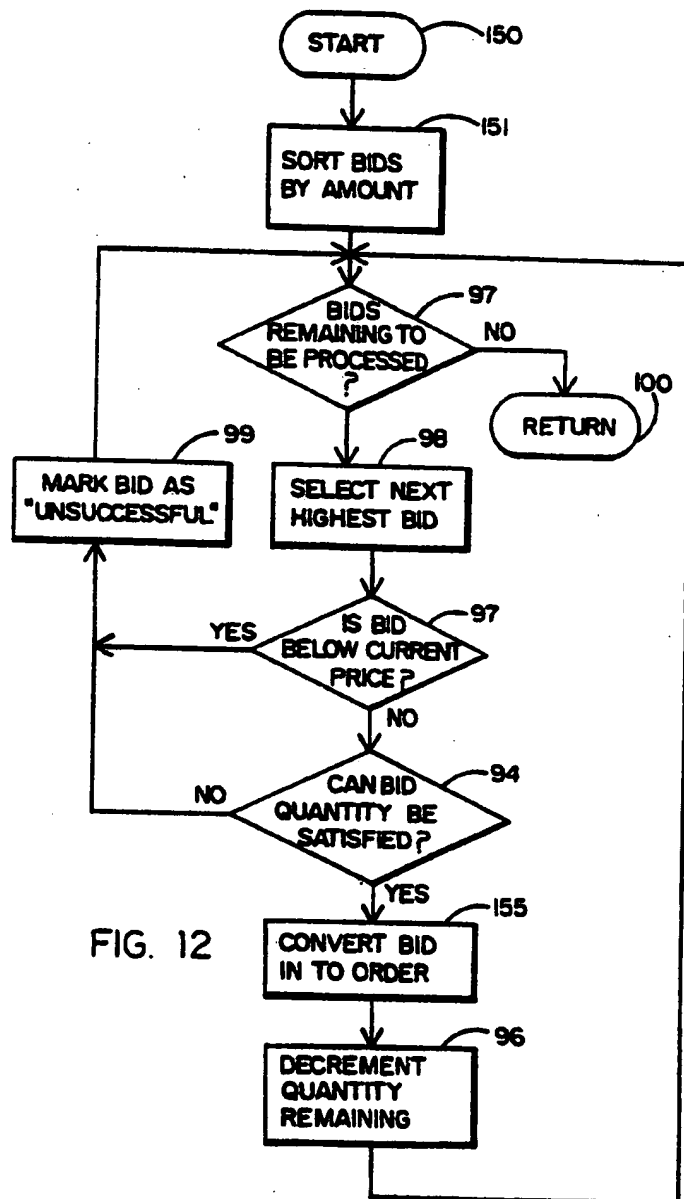 START
150
151
SORT BIDS
BY AMOUNT
97
BIDS
REMAINING TO
BE PROCESSED
?
NO
100
RETURN
99
MARK BID AS
"UNSUCCESSFUL"
98
SELECT NEXT
HIGHEST BID
97
YES
IS BID
BELOW CURRENT
PRICE?
NO
94
NO
CAN BID
QUANTITY BE
SATISFIED?
YES
155
FIG. 12
CONVERT BID
IN TO ORDER
96
DECREMENT
QUANTITY
REMAINING